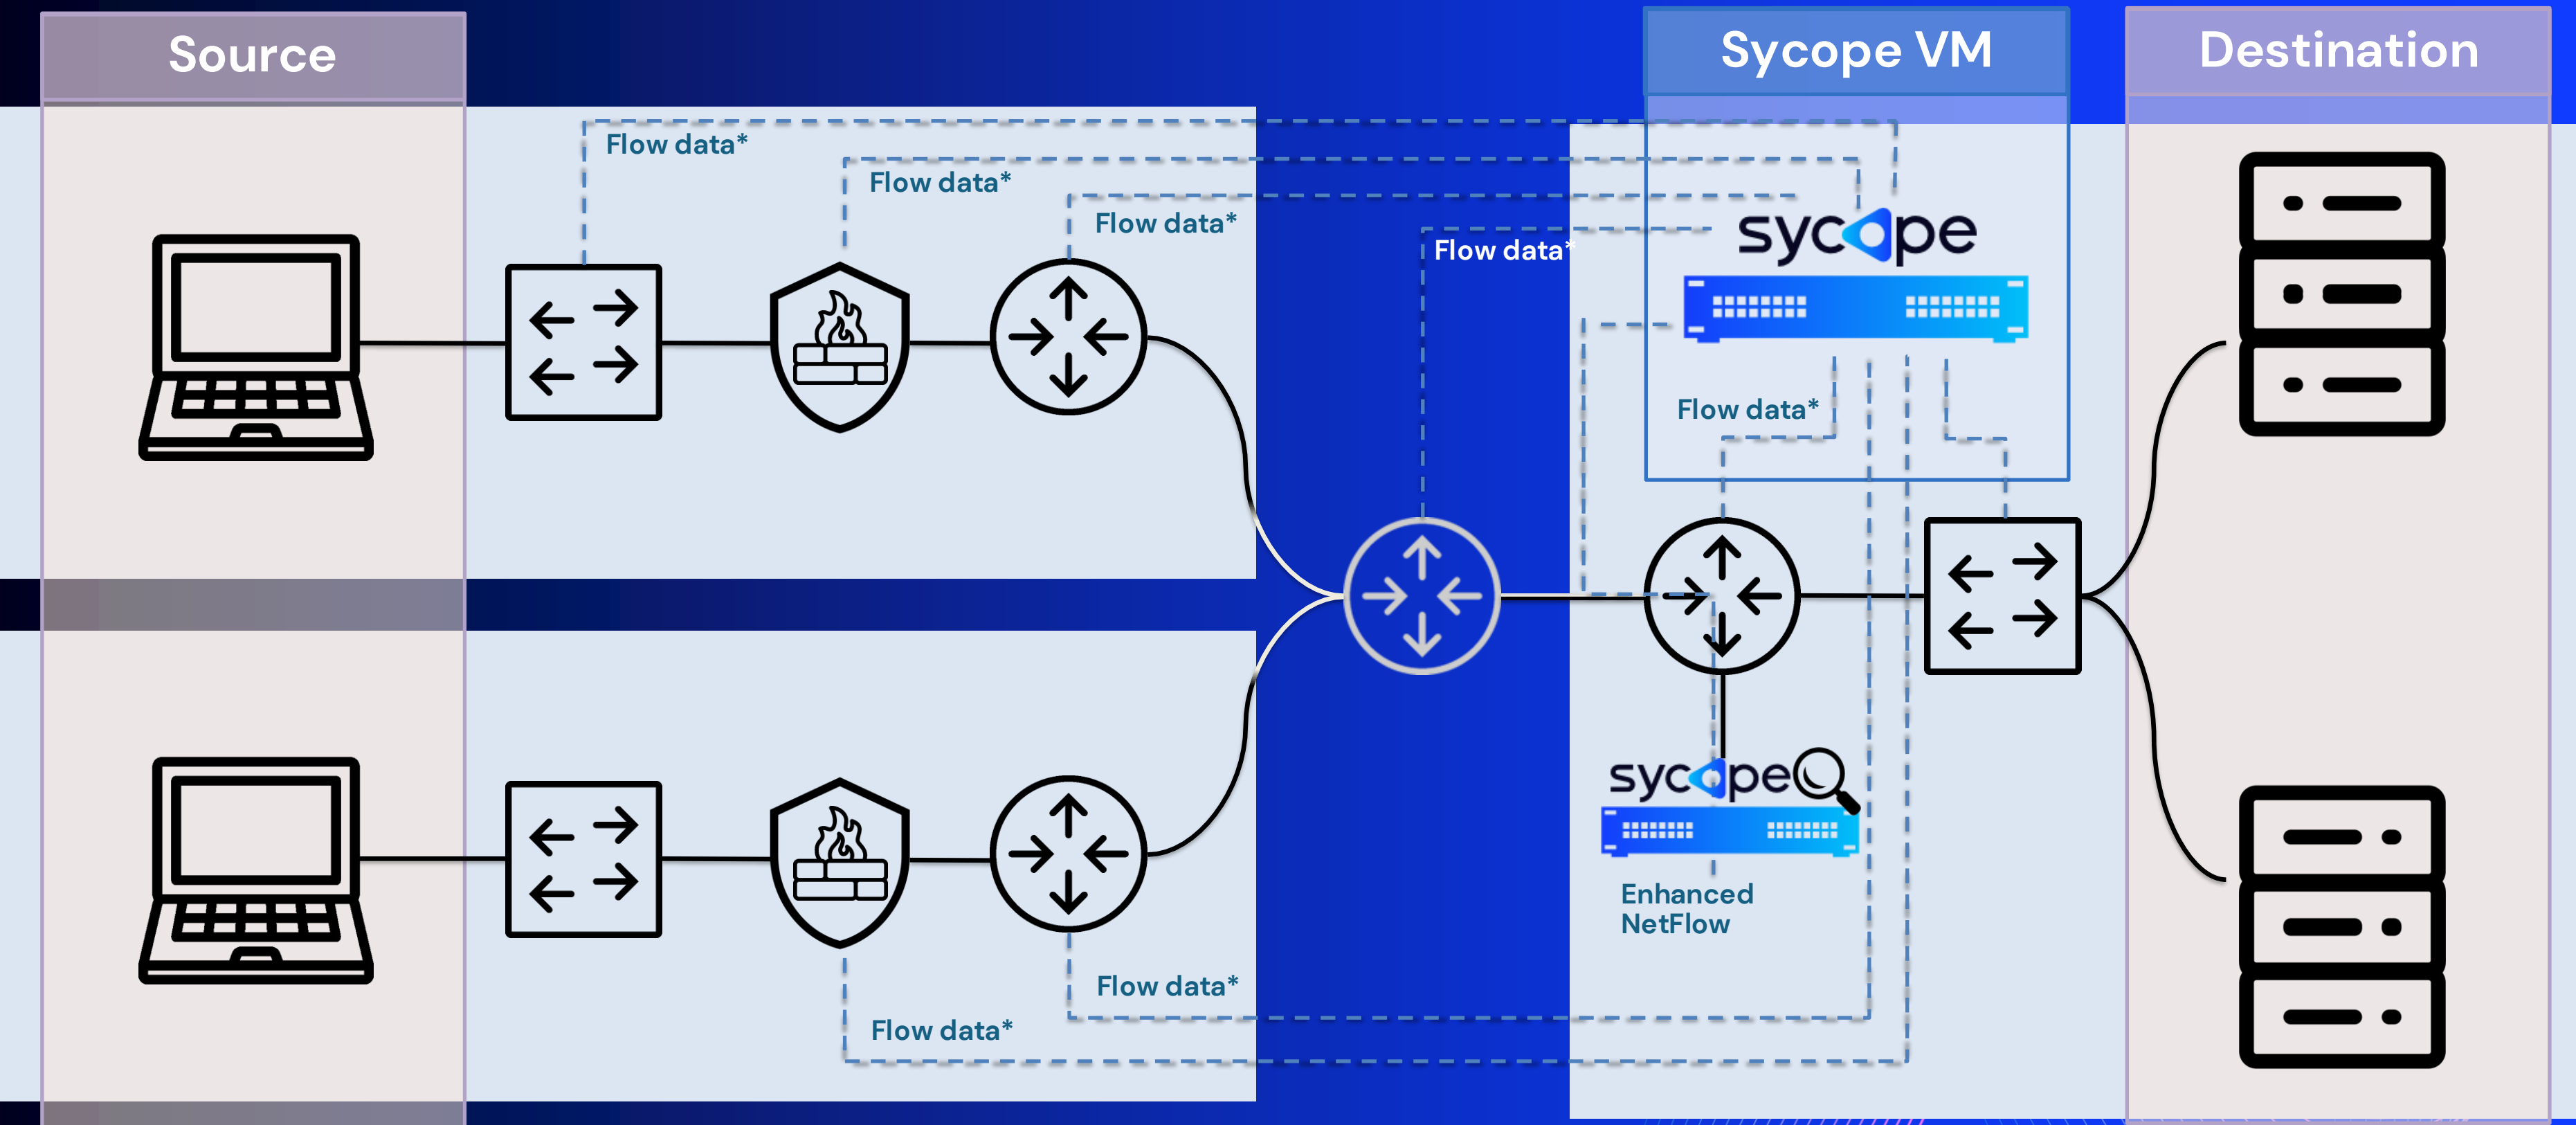 Source
Sycope VM
Destination
Flow data*
Flow data*
Flow data*
Flow data*
sycope
Flow data*
sycope
Enhanced
NetFlow
Flow data*
Flow data*